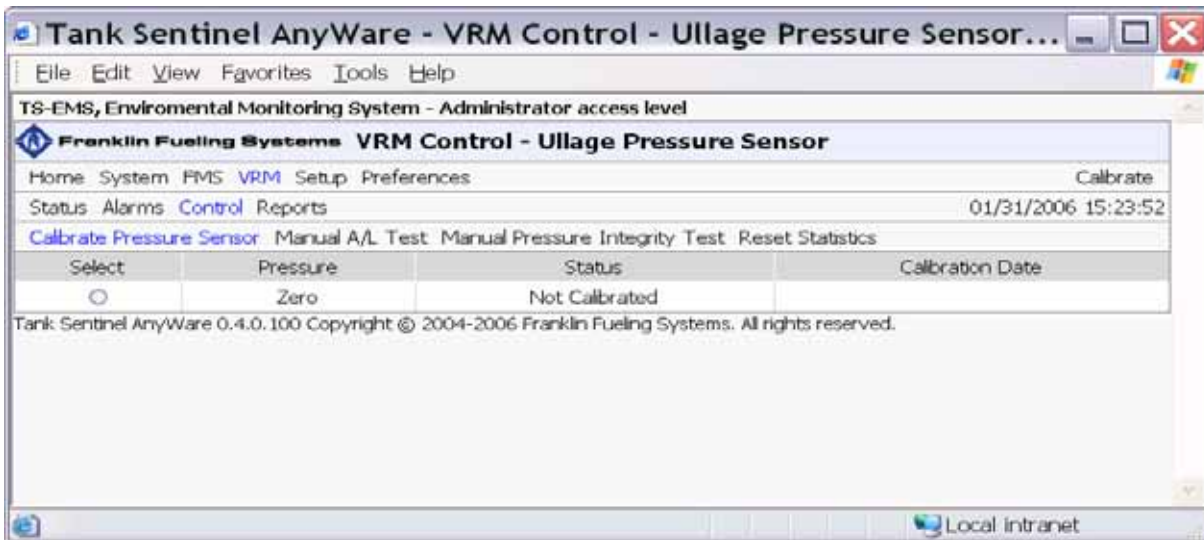 Tank Sentinel AnyWare - VRM Control - Ullage Pressure Sensor...
File Edit View Favorites Tools Help
TS-EMS, Enviromental Monitoring System - Administrator access level
Franklin Fueling Systems VRM Control - Ullage Pressure Sensor
Home System FMS VRM Setup Preferences Calibrate
Status Alarms Control Reports 01/31/2006 15:23:52
Calibrate Pressure Sensor Manual A/L Test Manual Pressure Integrity Test Reset Statistics
Select Pressure Status Calibration Date
Zero Not Calibrated
Tank Sentinel AnyWare 0.4.0.100 Copyright © 2004-2006 Franklin Fueling Systems. All rights reserved.
Local intranet